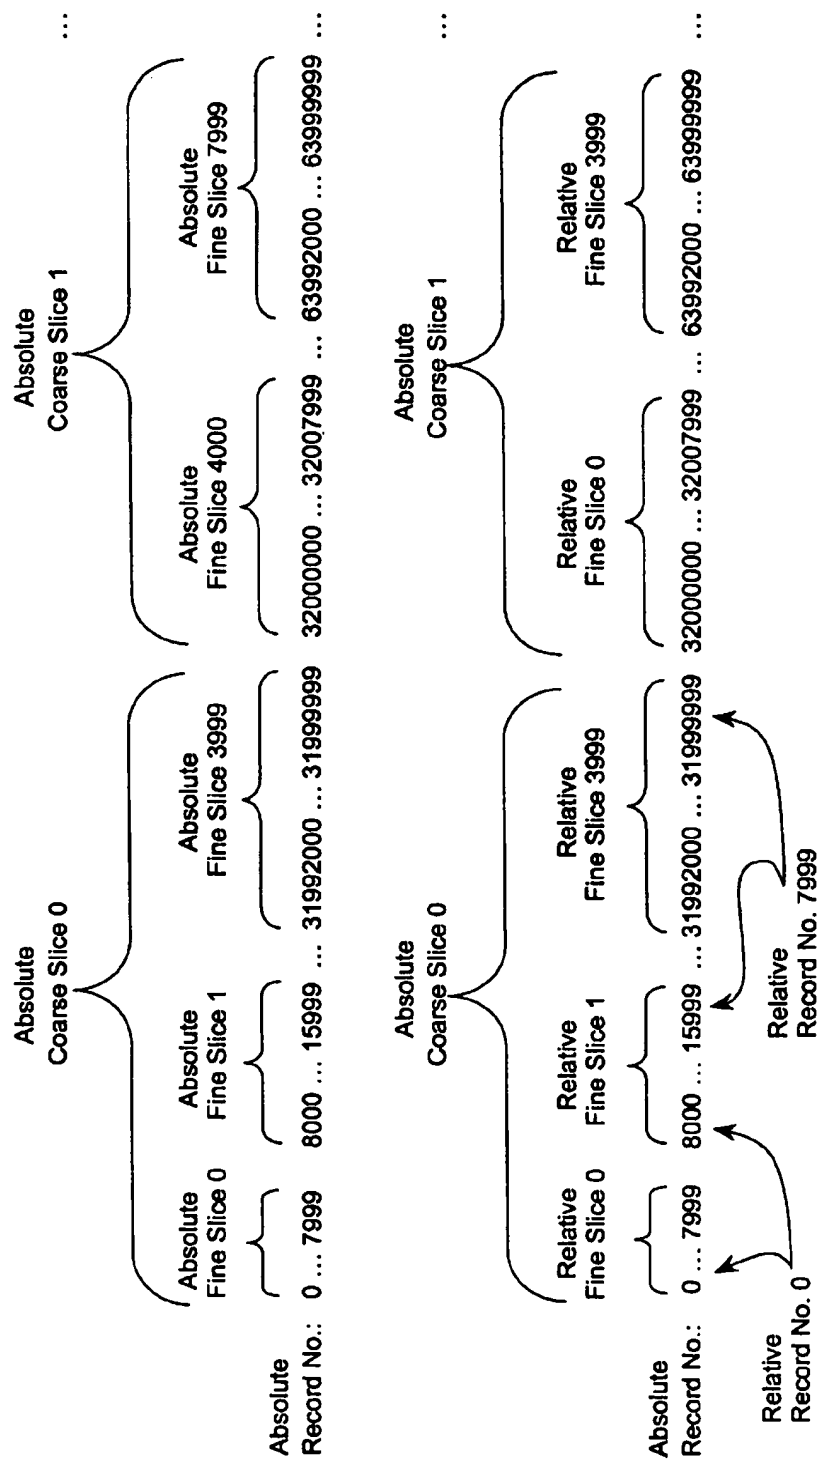 Absolute
Coarse Slice 0
Absolute
Coarse Slice 1
...
Absolute
Fine Slice 0
Absolute
Fine Slice 1
Absolute
Fine Slice 3999
Absolute
Fine Slice 4000
Absolute
Fine Slice 7999
Absolute
Record No.: 0 ... 7999 8000 ... 15999 ... 31992000 ... 31999999 32000000 ... 32007999 ... 63992000 ... 63999999 ...
Absolute
Coarse Slice 0
Absolute
Coarse Slice 1
...
Relative
Fine Slice 0
Relative
Fine Slice 1
Relative
Fine Slice 3999
Relative
Fine Slice 0
Relative
Fine Slice 3999
Absolute
Record No.: 0 ... 7999 8000 ... 15999 ... 31992000 ... 31999999 32000000 ... 32007999 ... 63992000 ... 63999999 ...
Relative
Record No. 0
Relative
Record No. 7999